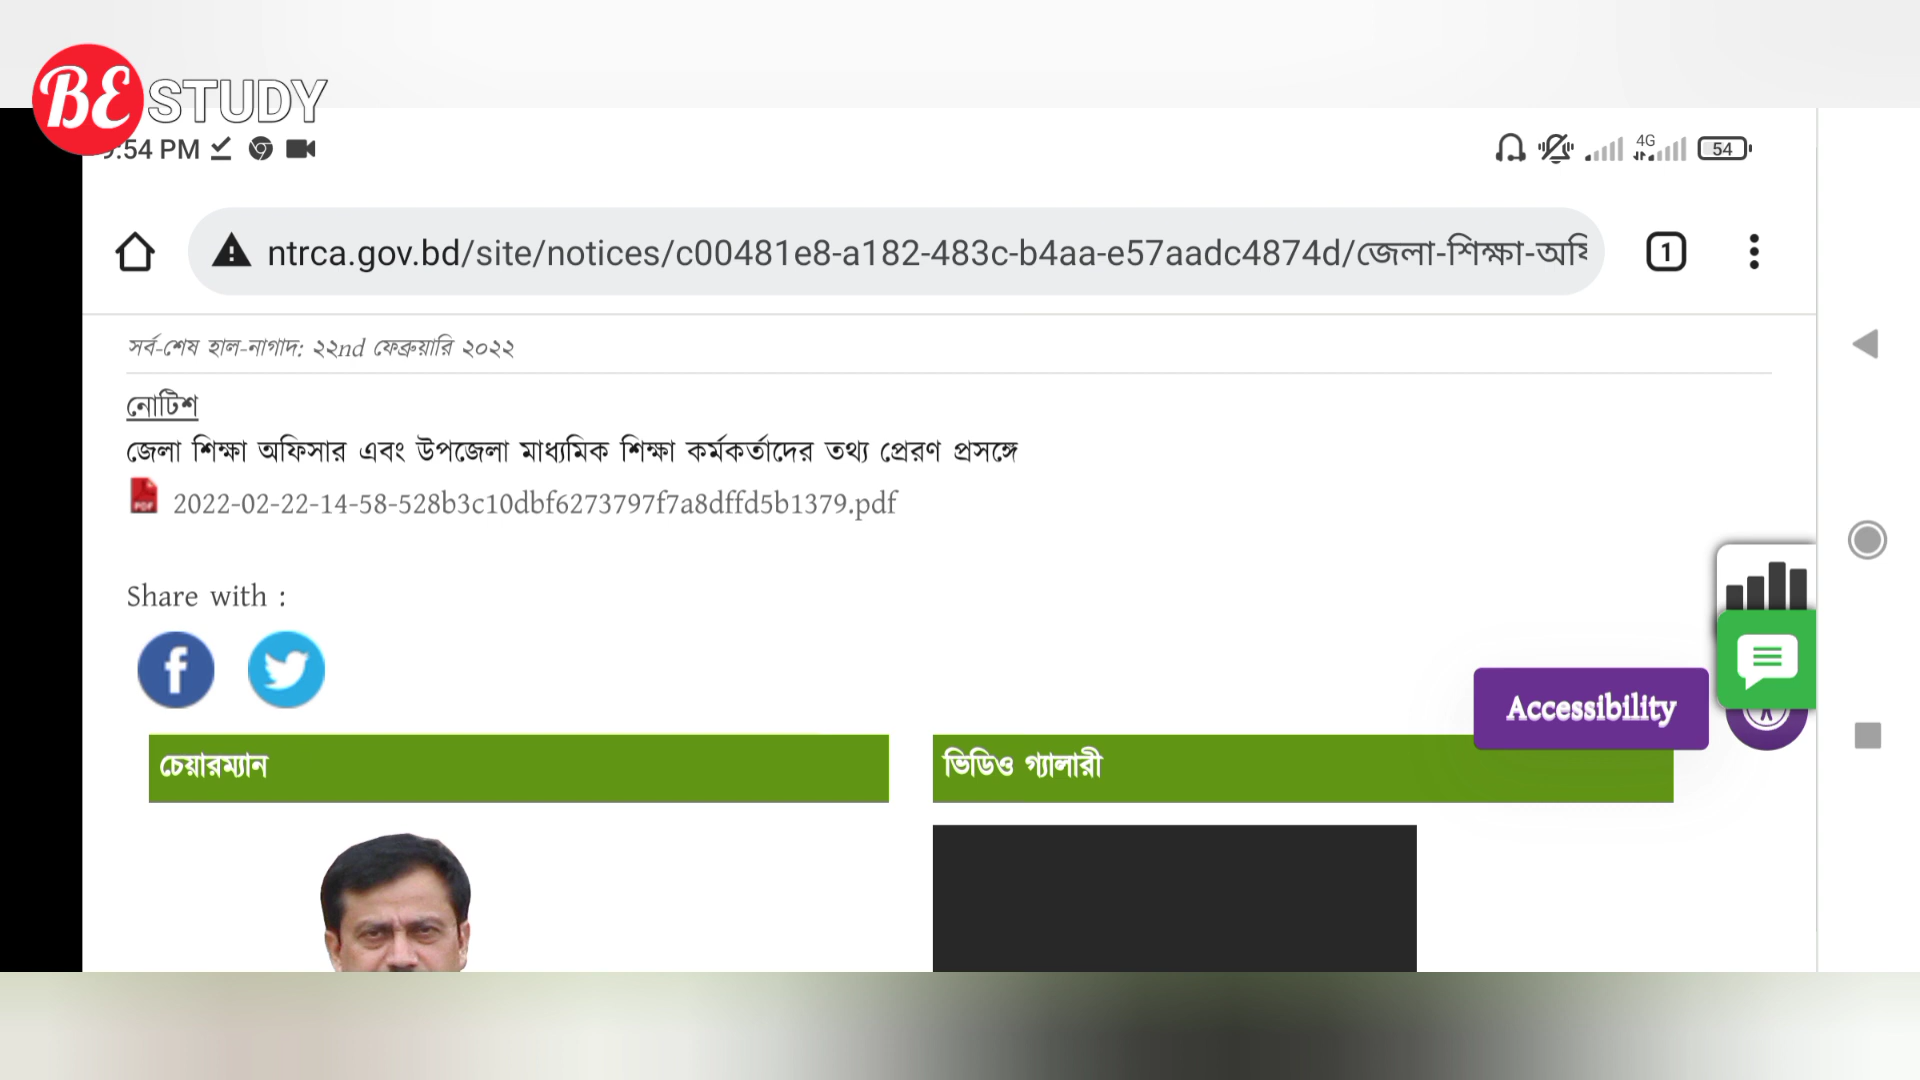 BE STUDY
:54 PM
4G
54
ntrca.gov.bd/site/notices/c00481e8-a182-483c-b4aa-e57aadc4874d/জেলা-শিক্ষা-অফি
1
সর্ব-শেষ হাল-নাগাদ: ২২nd ফেব্রুয়ারি ২০২২
নোটিশ
জেলা শিক্ষা অফিসার এবং উপজেলা মাধ্যমিক শিক্ষা কর্মকর্তাদের তথ্য প্রেরণ প্রসঙ্গে
PDF 2022-02-22-14-58-528b3c10dbf6273797f7a8dffd5b1379.pdf
Share with :
Accessibility
চেয়ারম্যান
ভিডিও গ্যালারী